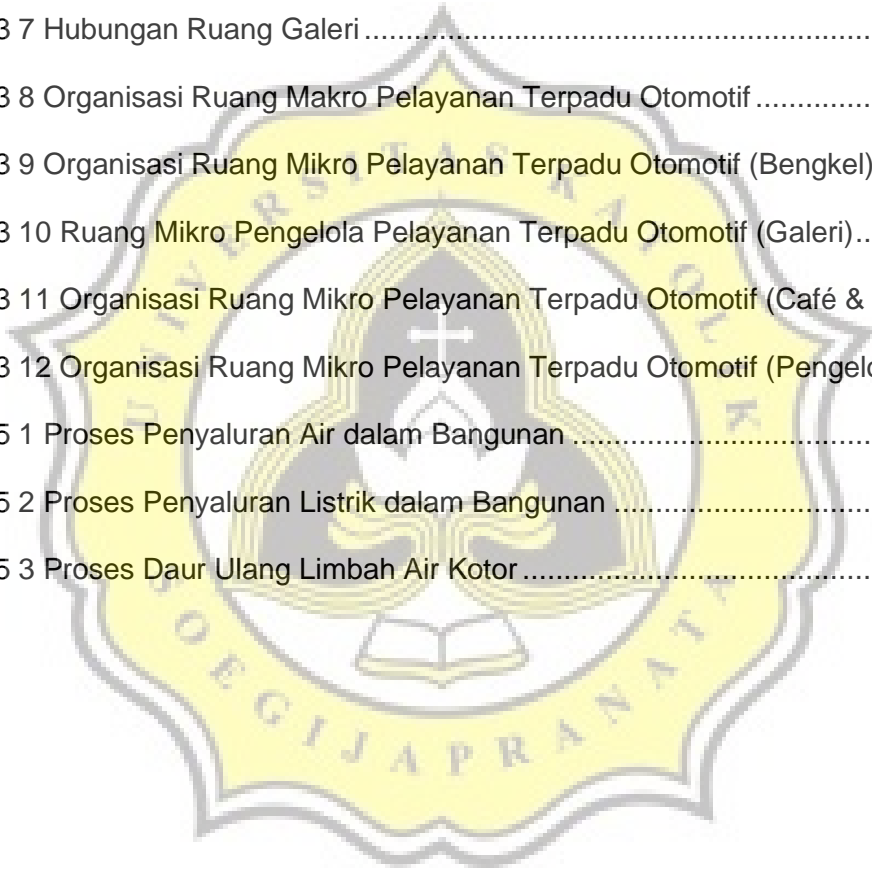 3 7 Hubungan Ruang Galeri ...........................................................
3 8 Organisasi Ruang Makro Pelayanan Terpadu Otomotif ...............
3 9 Organisasi Ruang Mikro Pelayanan Terpadu Otomotif (Bengkel)
3 10 Ruang Mikro Pengelola Pelayanan Terpadu Otomotif (Galeri)..
3 11 Organisasi Ruang Mikro Pelayanan Terpadu Otomotif (Café &
3 12 Organisasi Ruang Mikro Pelayanan Terpadu Otomotif
5 1 Proses Penyaluran Air dalam Bangunan ...................................
5 2 Proses Penyaluran Listrik dalam Bangunan ..............................
5 3 Proses Daur Ulang Limbah Air Kotor .........................................
UNIVERSITAS KATOLIK
SOEGIJAPRANATA